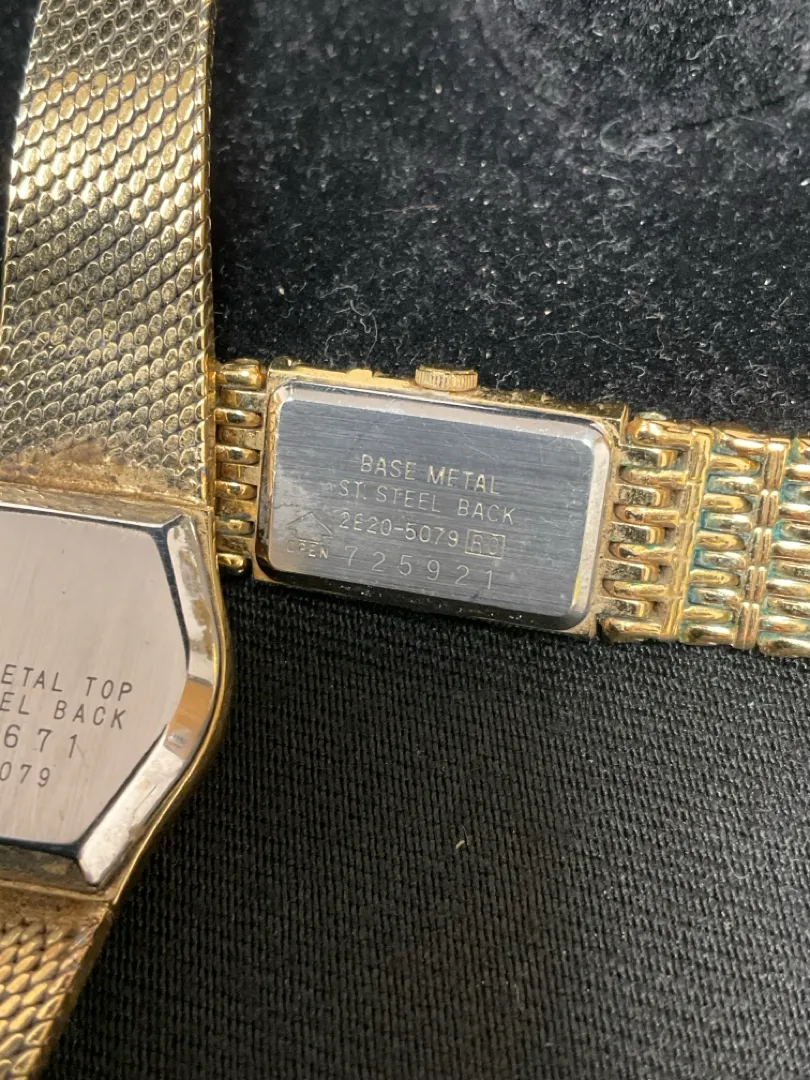 BASE METAL
ST. STEEL BACK
2E20-5079
OPEN
725921
ETAL TOP
EL BACK
671
079